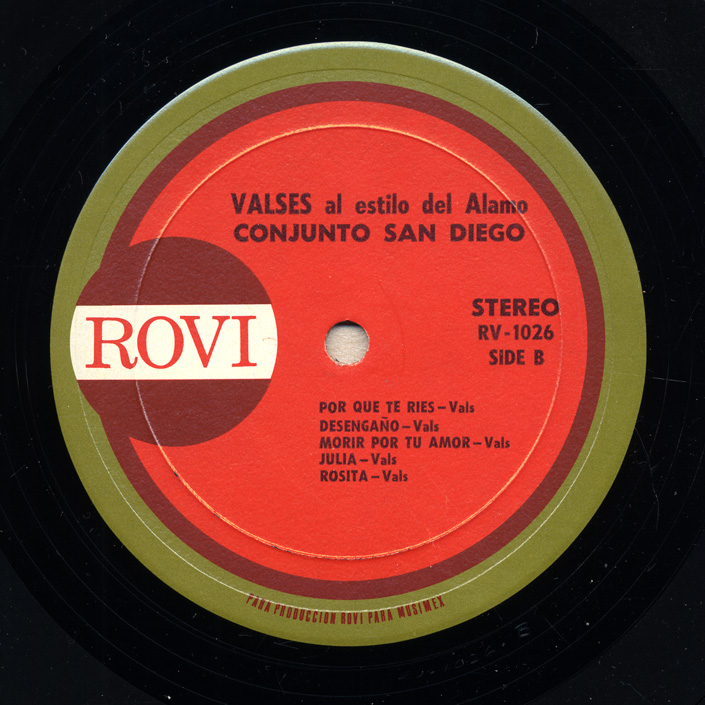 VALSES al estilo del Alamo
CONJUNTO SAN DIEGO
ROVI
STEREO
RV-1026
SIDE B
POR QUE TE RIES-Vals
DESENGAÑO-Vals
MORIR POR TU AMOR-Vals
JULIA-Vals
ROSITA-Vals
PARA PRODUCCION ROVI PARA MUSIMEX